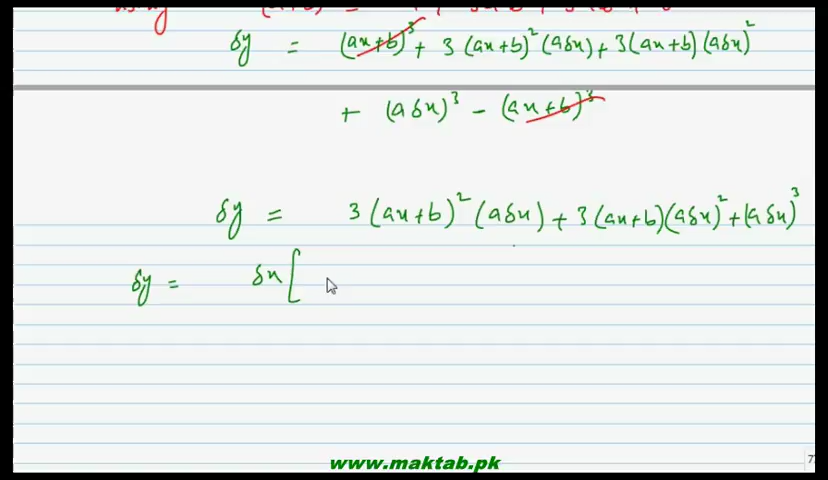 using
δy = (ax+b)³ + 3(ax+b)²(aδx) + 3(ax+b)(aδx)²
+ (aδx)³ - (ax+b)³
δy = 3(ax+b)²(aδx) + 3(ax+b)(aδx)² + (aδx)³
δy = δx[
www.maktab.pk